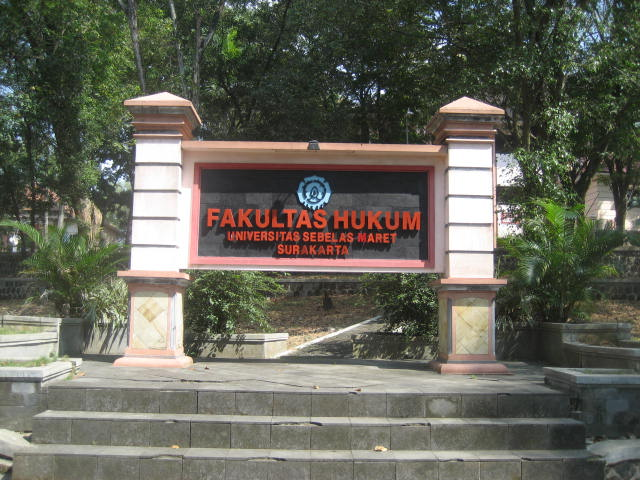 FAKULTAS HUKUM
UNIVERSITAS SEBELAS MARET
SURAKARTA